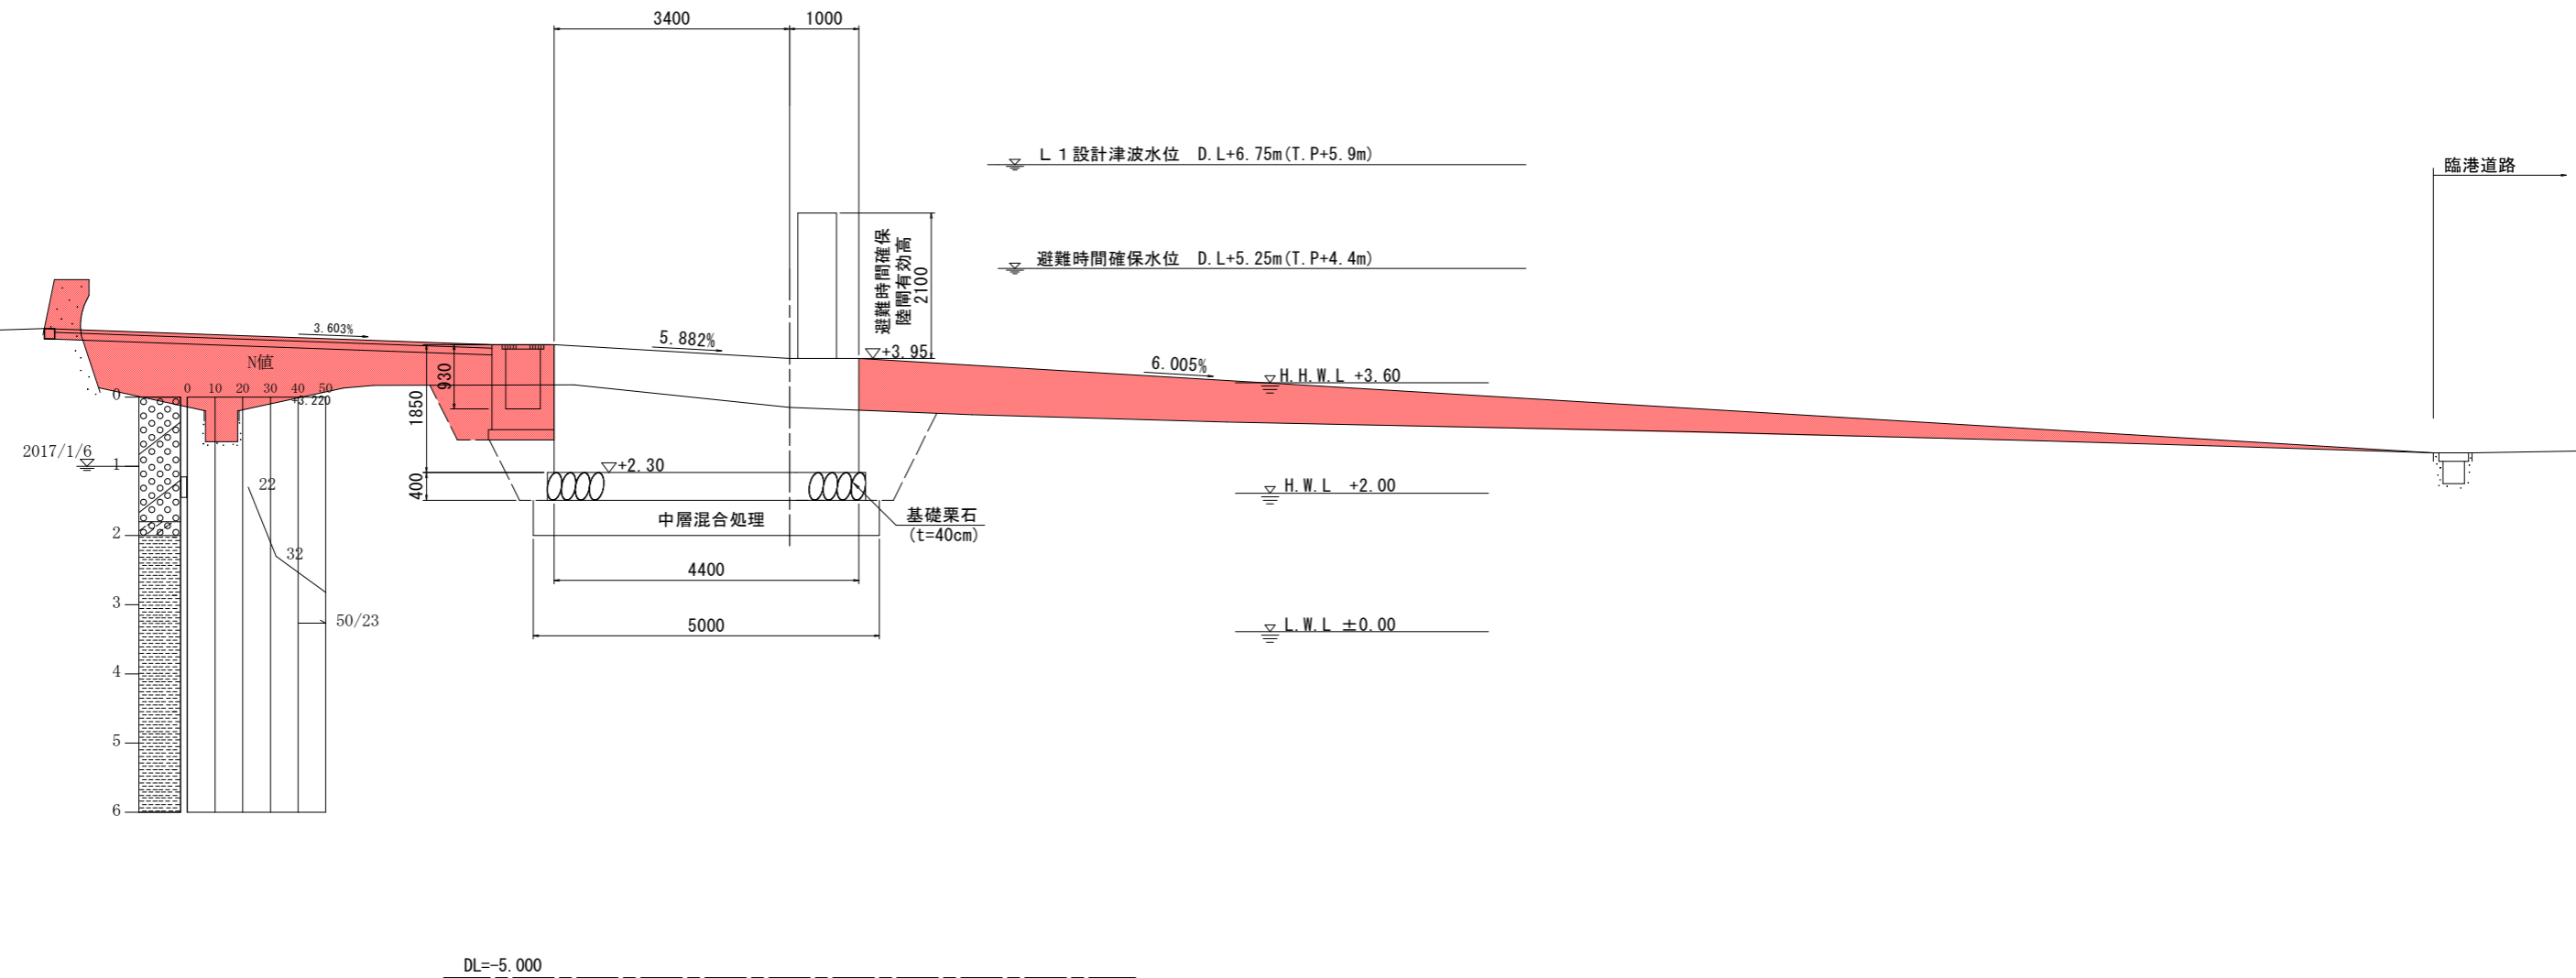 3400
1000
L1設計津波水位 D.L+6.75m(T.P+5.9m)
臨港道路
避難時間確保水位 D.L+5.25m(T.P+4.4m)
避難時間確保
陸閘有効高
2100
3.603%
5.882%
+3.95
6.005%
H.H.W.L +3.60
N値
930
1850
0 10 20 30 40 50
+3.220
0
2017/1/6
1
400
+2.30
22
H.W.L +2.00
中層混合処理
基礎栗石
(t=40cm)
2
32
4400
3
50/23
5000
L.W.L ±0.00
4
5
6
DL=-5.000